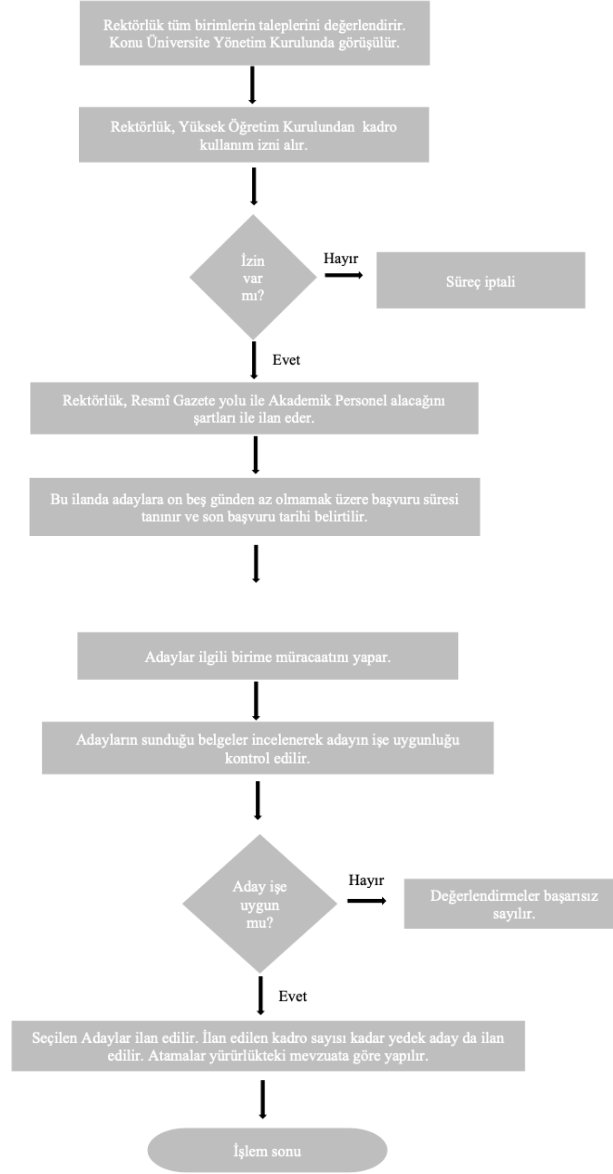 Rektörlük tüm birimlerin taleplerini değerlendirir.
Konu Üniversite Yönetim Kurulunda görüşülür.
Rektörlük, Yüksek Öğretim Kurulundan kadro
kullanım izni alır.
İzin
var
mı?
Hayır
Süreç iptali
Evet
Rektörlük, Resmî Gazete yolu ile Akademik Personel alacağını
şartları ile ilan eder.
Bu ilanda adaylara on beş günden az olmamak üzere başvuru süresi
tanınır ve son başvuru tarihi belirtilir.
Adaylar ilgili birime müracaatını yapar.
Adayların sunduğu belgeler incelenerek adayın işe uygunluğu
kontrol edilir.
Aday işe
uygun
mu?
Hayır
Değerlendirmeler başarısız
sayılır.
Evet
Seçilen Adaylar ilan edilir. İlan edilen kadro sayısı kadar yedek aday da ilan
edilir. Atamalar yürürlükteki mevzuata göre yapılır.
İşlem sonu